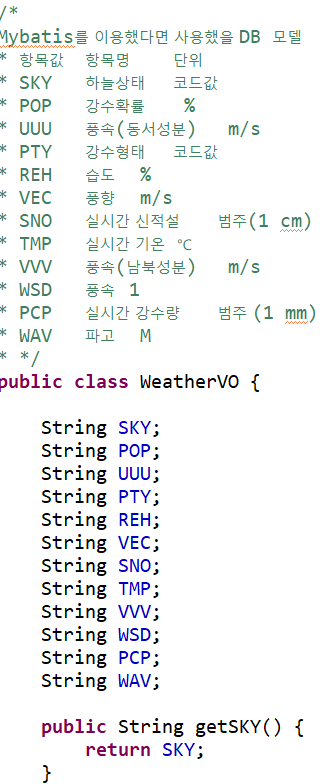 /*
Mybatis를 이용했다면 사용했을 DB 모델
* 항목값 항목명 단위
* SKY 하늘상태 코드값
* POP 강수확률 %
* UUU 풍속(동서성분) m/s
* PTY 강수형태 코드값
* REH 습도 %
* VEC 풍향 m/s
* SNO 실시간 신적설 범주(1 cm)
* TMP 실시간 기온 ℃
* VVV 풍속(남북성분) m/s
* WSD 풍속 1
* PCP 실시간 강수량 범주 (1 mm)
* WAV 파고 M
* */
public class WeatherVO {
String SKY;
String POP;
String UUU;
String PTY;
String REH;
String VEC;
String SNO;
String TMP;
String VVV;
String WSD;
String PCP;
String WAV;
public String getSKY() {
return SKY;
}